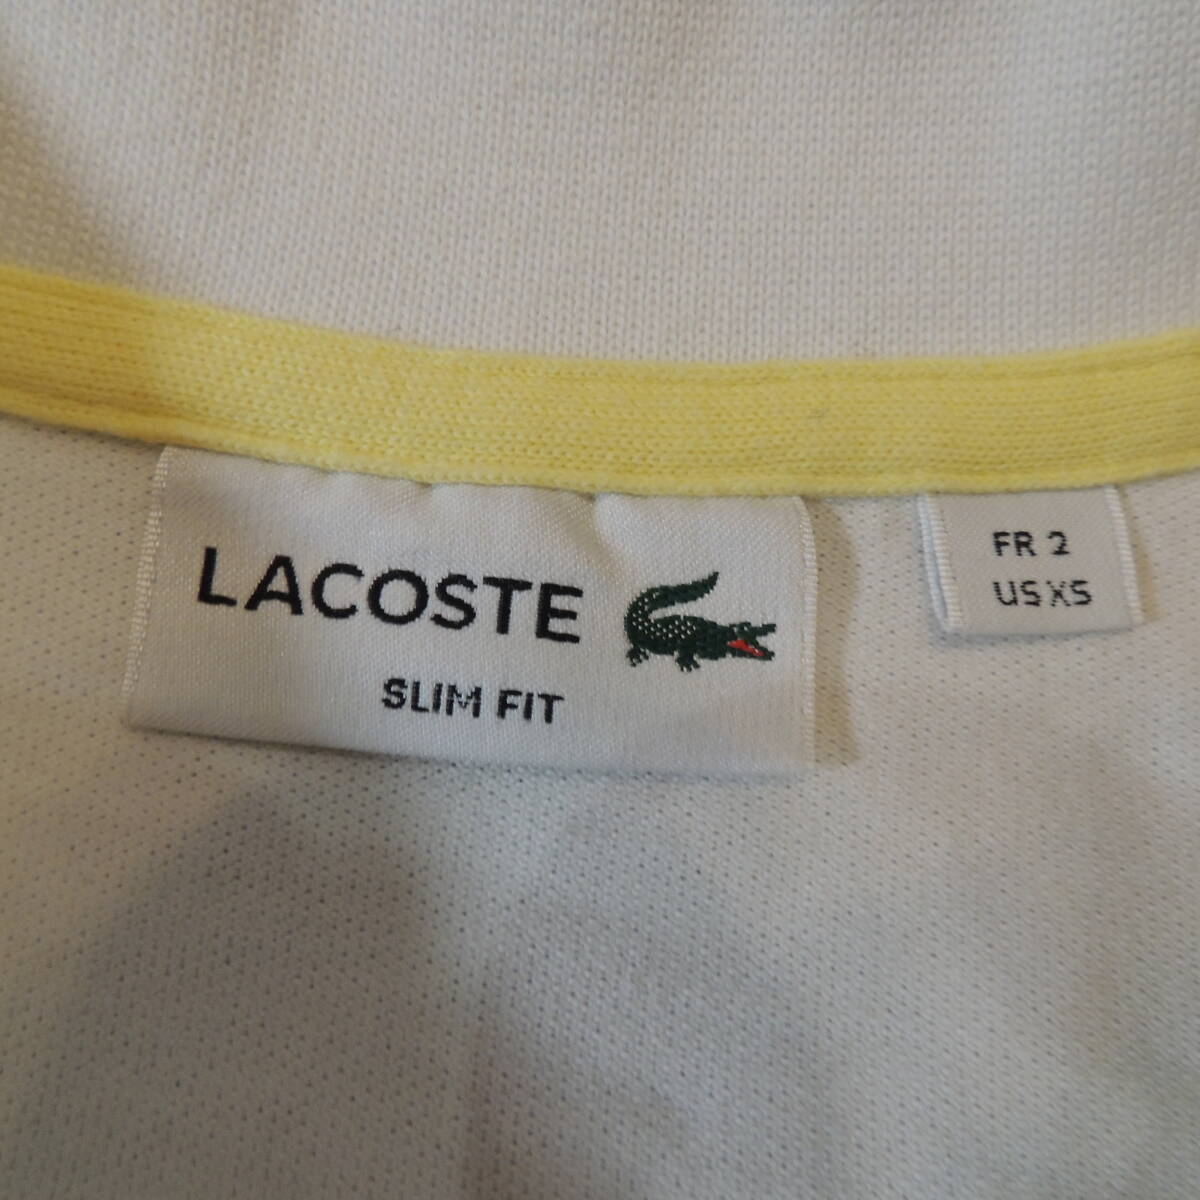 LACOSTE
SLIM FIT
FR 2
US XS